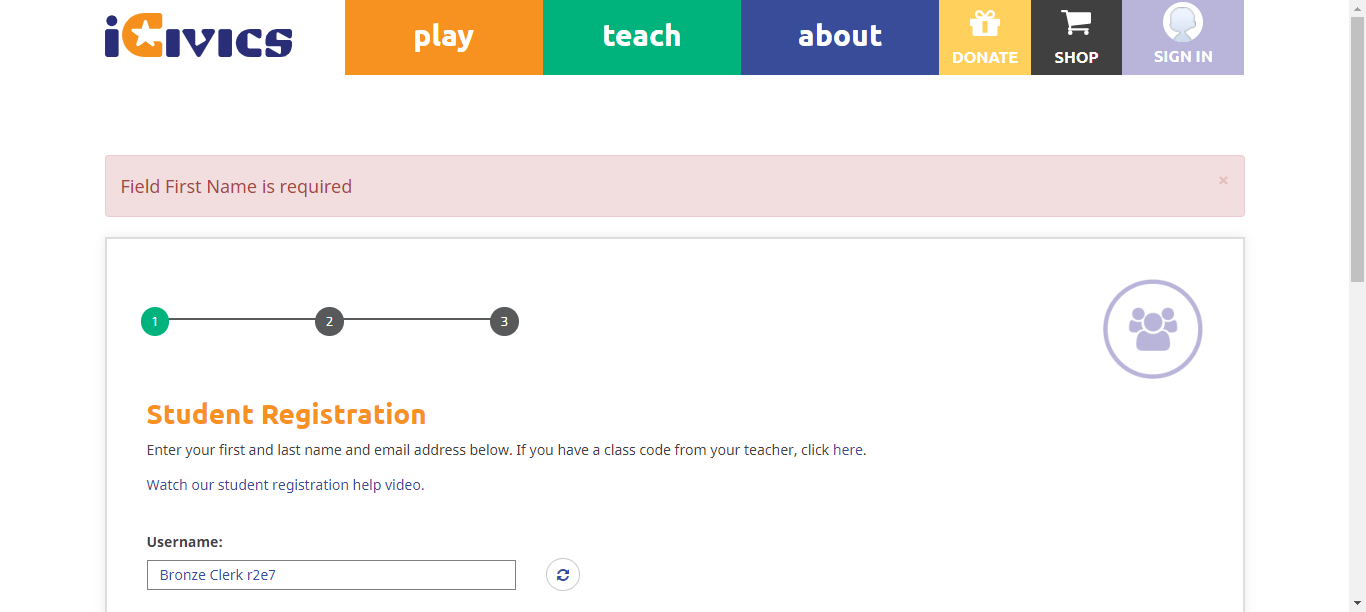 iCivics
play
teach
about
DONATE
SHOP
SIGN IN
Field First Name is required
×
1
2
3
Student Registration
Enter your first and last name and email address below. If you have a class code from your teacher, click here.
Watch our student registration help video.
Username:
Bronze Clerk r2e7